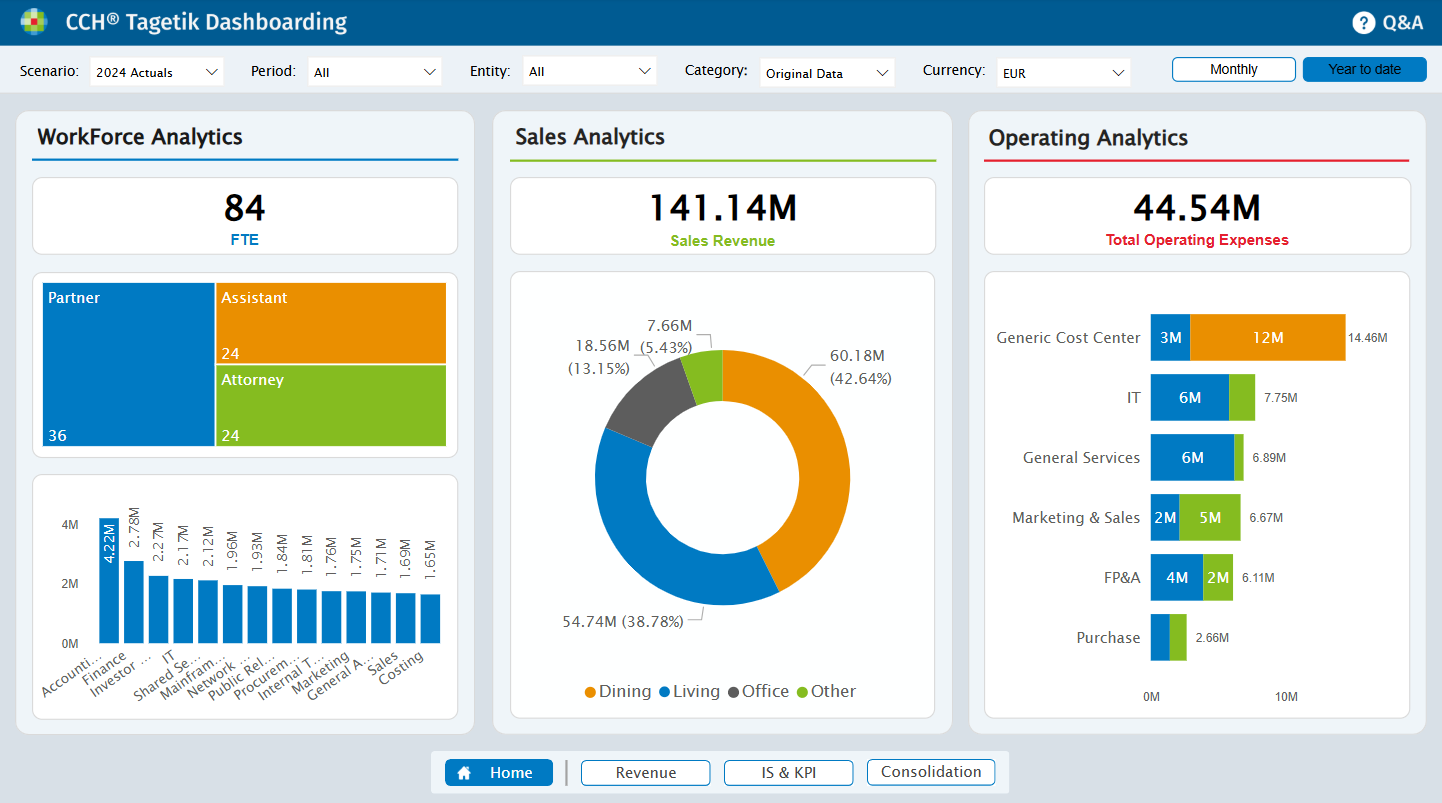 CCH® Tagetik Dashboarding
? Q&A
Scenario: 2024 Actuals Period: All Entity: All Category: Original Data Currency: EUR Monthly Year to date
WorkForce Analytics
84
FTE
Partner
36
Assistant
24
Attorney
24
4M
2M
0M
4.22M
2.78M
2.27M
2.17M
2.12M
1.96M
1.93M
1.84M
1.81M
1.76M
1.75M
1.71M
1.69M
1.65M
Accounti...
Finance
Investor ...
IT
Shared Se...
Mainfram...
Network ...
Public Rel...
Procurem...
Internal T...
Marketing
General A...
Sales
Costing
Sales Analytics
141.14M
Sales Revenue
7.66M
(5.43%)
18.56M
(13.15%)
60.18M
(42.64%)
54.74M (38.78%)
Dining Living Office Other
Operating Analytics
44.54M
Total Operating Expenses
Generic Cost Center 3M 12M 14.46M
IT 6M 7.75M
General Services 6M 6.89M
Marketing & Sales 2M 5M 6.67M
FP&A 4M 2M 6.11M
Purchase 2.66M
0M 10M
Home Revenue IS & KPI Consolidation